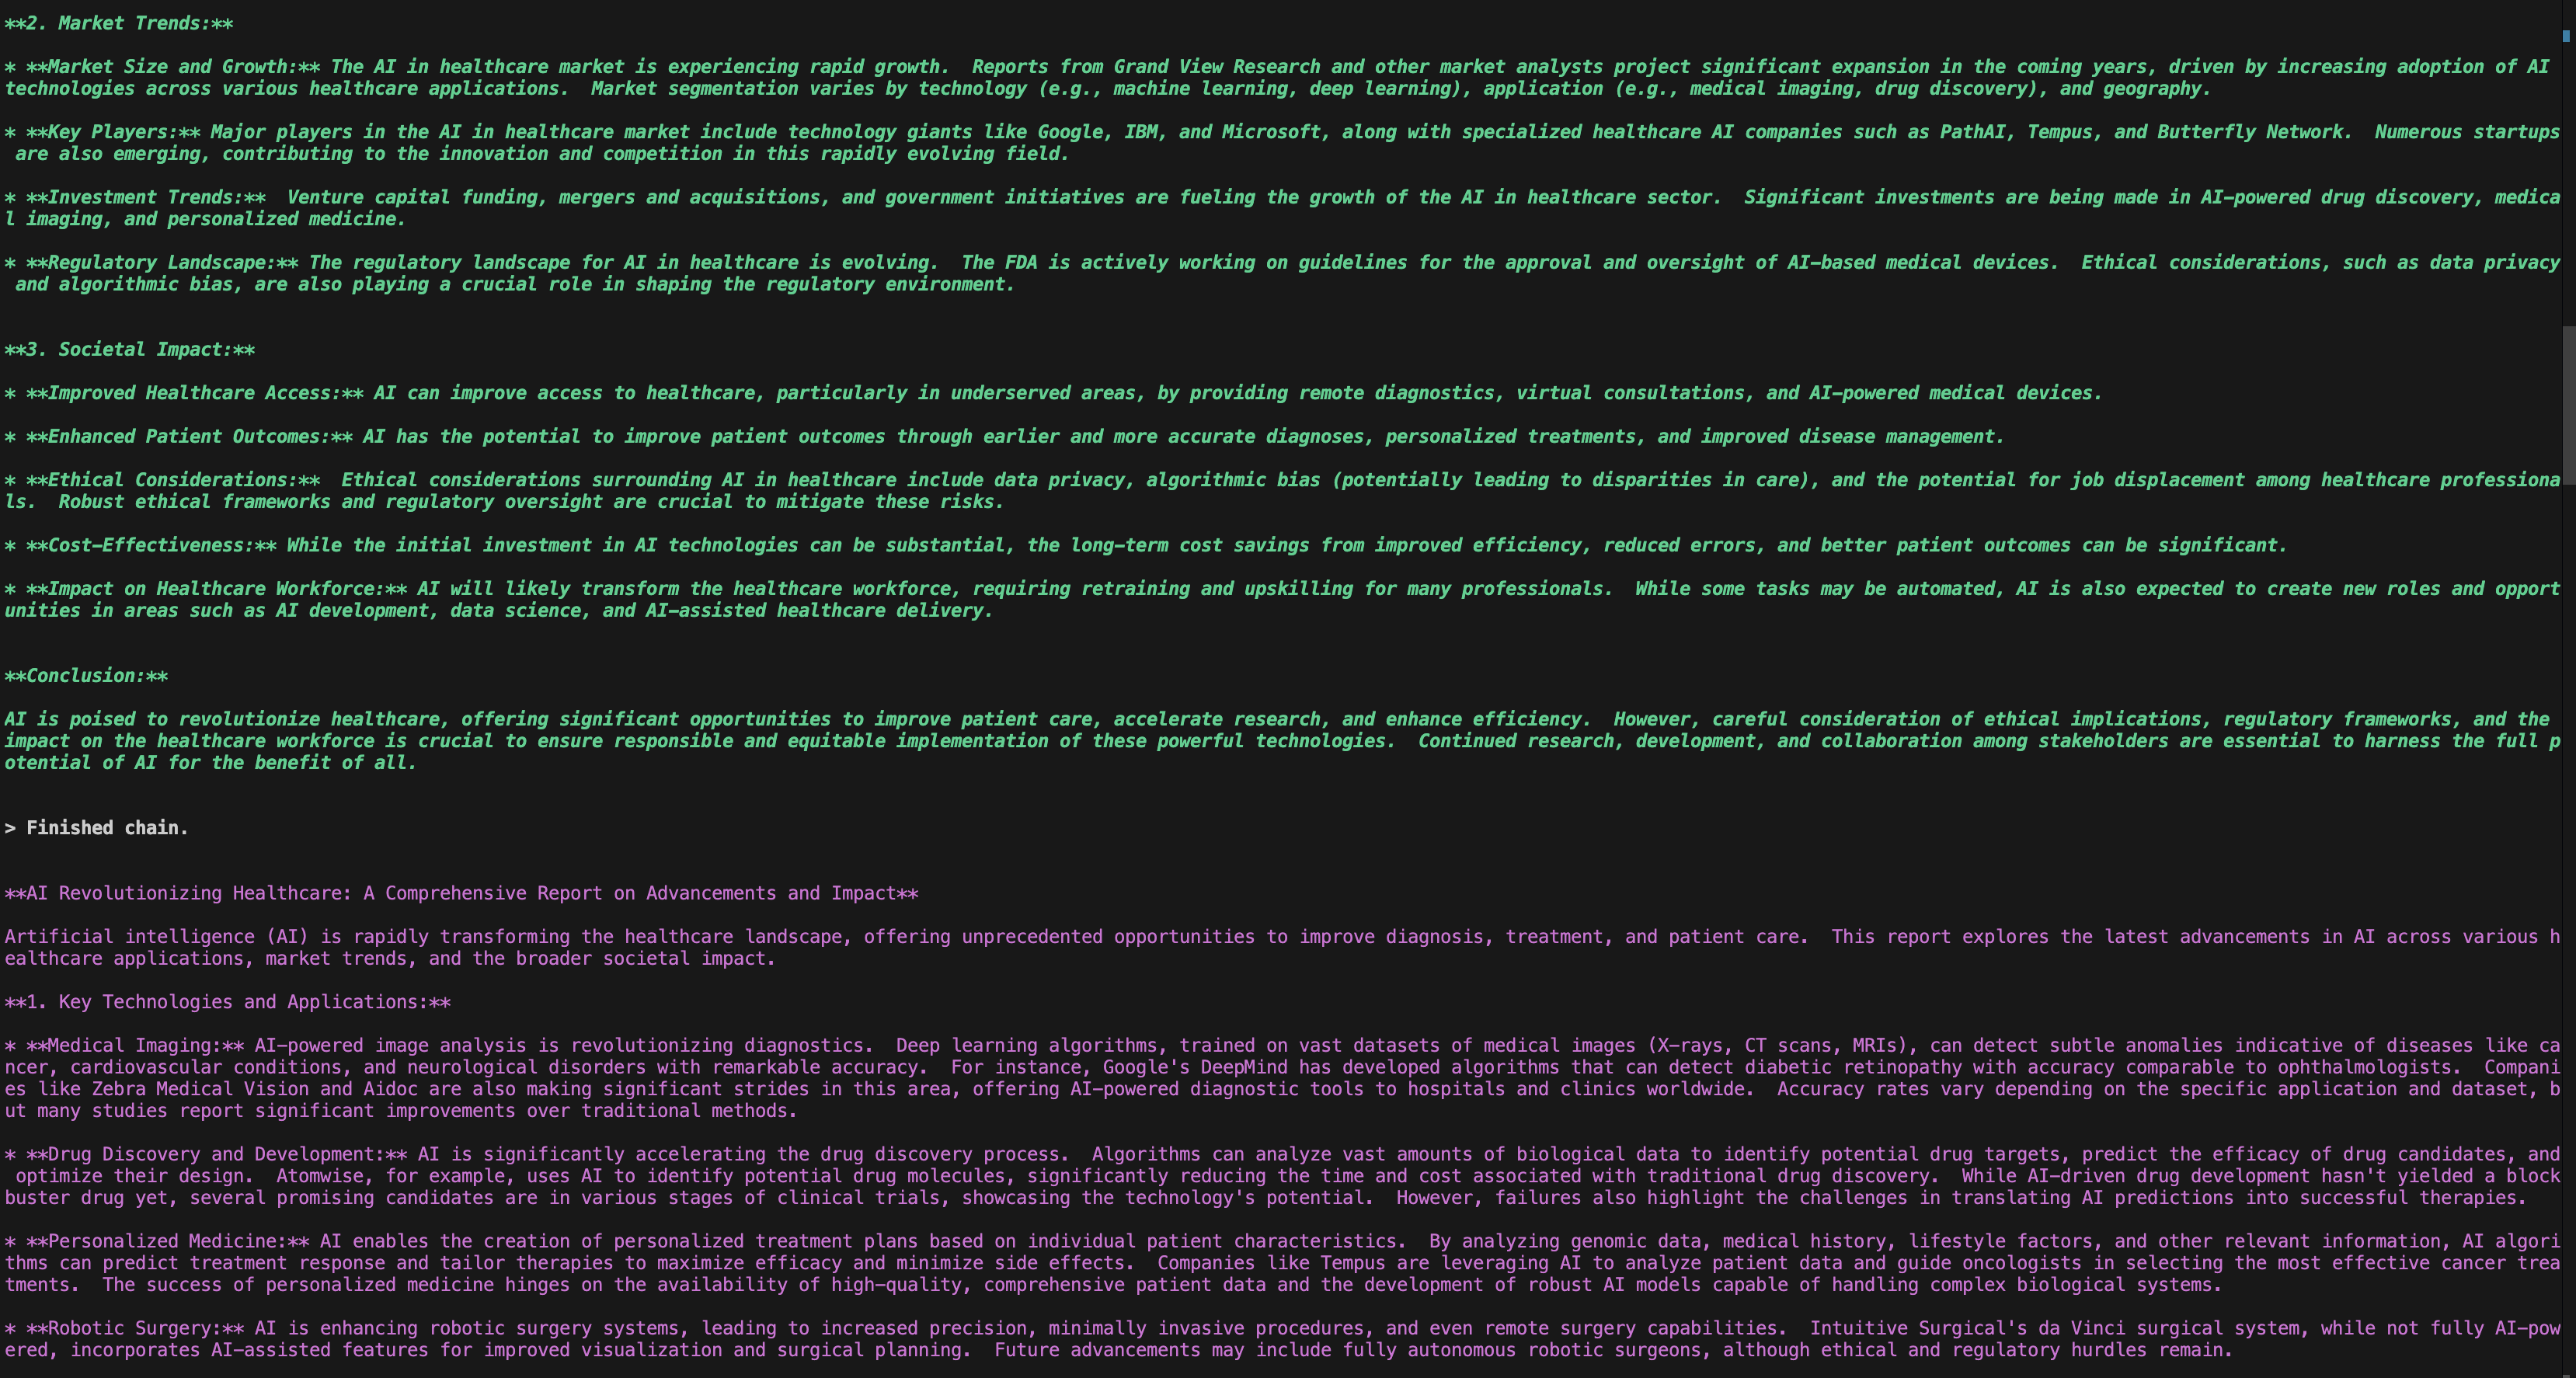 **2. Market Trends:**
* **Market Size and Growth:** The AI in healthcare market is experiencing rapid growth.  Reports from Grand View Research and other market analysts project significant expansion in the coming years, driven by increasing adoption of AI
technologies across various healthcare applications.  Market segmentation varies by technology (e.g., machine learning, deep learning), application (e.g., medical imaging, drug discovery), and geography.
* **Key Players:** Major players in the AI in healthcare market include technology giants like Google, IBM, and Microsoft, along with specialized healthcare AI companies such as PathAI, Tempus, and Butterfly Network.  Numerous startups
are also emerging, contributing to the innovation and competition in this rapidly evolving field.
* **Investment Trends:**  Venture capital funding, mergers and acquisitions, and government initiatives are fueling the growth of the AI in healthcare sector.  Significant investments are being made in AI-powered drug discovery, medica
l imaging, and personalized medicine.
* **Regulatory Landscape:** The regulatory landscape for AI in healthcare is evolving.  The FDA is actively working on guidelines for the approval and oversight of AI-based medical devices.  Ethical considerations, such as data privacy
and algorithmic bias, are also playing a crucial role in shaping the regulatory environment.
**3. Societal Impact:**
* **Improved Healthcare Access:** AI can improve access to healthcare, particularly in underserved areas, by providing remote diagnostics, virtual consultations, and AI-powered medical devices.
* **Enhanced Patient Outcomes:** AI has the potential to improve patient outcomes through earlier and more accurate diagnoses, personalized treatments, and improved disease management.
* **Ethical Considerations:**  Ethical considerations surrounding AI in healthcare include data privacy, algorithmic bias (potentially leading to disparities in care), and the potential for job displacement among healthcare professiona
ls.  Robust ethical frameworks and regulatory oversight are crucial to mitigate these risks.
* **Cost-Effectiveness:** While the initial investment in AI technologies can be substantial, the long-term cost savings from improved efficiency, reduced errors, and better patient outcomes can be significant.
* **Impact on Healthcare Workforce:** AI will likely transform the healthcare workforce, requiring retraining and upskilling for many professionals.  While some tasks may be automated, AI is also expected to create new roles and opport
unities in areas such as AI development, data science, and AI-assisted healthcare delivery.
**Conclusion:**
AI is poised to revolutionize healthcare, offering significant opportunities to improve patient care, accelerate research, and enhance efficiency.  However, careful consideration of ethical implications, regulatory frameworks, and the
impact on the healthcare workforce is crucial to ensure responsible and equitable implementation of these powerful technologies.  Continued research, development, and collaboration among stakeholders are essential to harness the full p
otential of AI for the benefit of all.
> Finished chain.
**AI Revolutionizing Healthcare: A Comprehensive Report on Advancements and Impact**
Artificial intelligence (AI) is rapidly transforming the healthcare landscape, offering unprecedented opportunities to improve diagnosis, treatment, and patient care.  This report explores the latest advancements in AI across various h
ealthcare applications, market trends, and the broader societal impact.
**1. Key Technologies and Applications:**
* **Medical Imaging:** AI-powered image analysis is revolutionizing diagnostics.  Deep learning algorithms, trained on vast datasets of medical images (X-rays, CT scans, MRIs), can detect subtle anomalies indicative of diseases like ca
ncer, cardiovascular conditions, and neurological disorders with remarkable accuracy.  For instance, Google's DeepMind has developed algorithms that can detect diabetic retinopathy with accuracy comparable to ophthalmologists.  Compani
es like Zebra Medical Vision and Aidoc are also making significant strides in this area, offering AI-powered diagnostic tools to hospitals and clinics worldwide.  Accuracy rates vary depending on the specific application and dataset, b
ut many studies report significant improvements over traditional methods.
* **Drug Discovery and Development:** AI is significantly accelerating the drug discovery process.  Algorithms can analyze vast amounts of biological data to identify potential drug targets, predict the efficacy of drug candidates, and
optimize their design.  Atomwise, for example, uses AI to identify potential drug molecules, significantly reducing the time and cost associated with traditional drug discovery.  While AI-driven drug development hasn't yielded a block
buster drug yet, several promising candidates are in various stages of clinical trials, showcasing the technology's potential.  However, failures also highlight the challenges in translating AI predictions into successful therapies.
* **Personalized Medicine:** AI enables the creation of personalized treatment plans based on individual patient characteristics.  By analyzing genomic data, medical history, lifestyle factors, and other relevant information, AI algori
thms can predict treatment response and tailor therapies to maximize efficacy and minimize side effects.  Companies like Tempus are leveraging AI to analyze patient data and guide oncologists in selecting the most effective cancer trea
tments.  The success of personalized medicine hinges on the availability of high-quality, comprehensive patient data and the development of robust AI models capable of handling complex biological systems.
* **Robotic Surgery:** AI is enhancing robotic surgery systems, leading to increased precision, minimally invasive procedures, and even remote surgery capabilities.  Intuitive Surgical's da Vinci surgical system, while not fully AI-pow
ered, incorporates AI-assisted features for improved visualization and surgical planning.  Future advancements may include fully autonomous robotic surgeons, although ethical and regulatory hurdles remain.